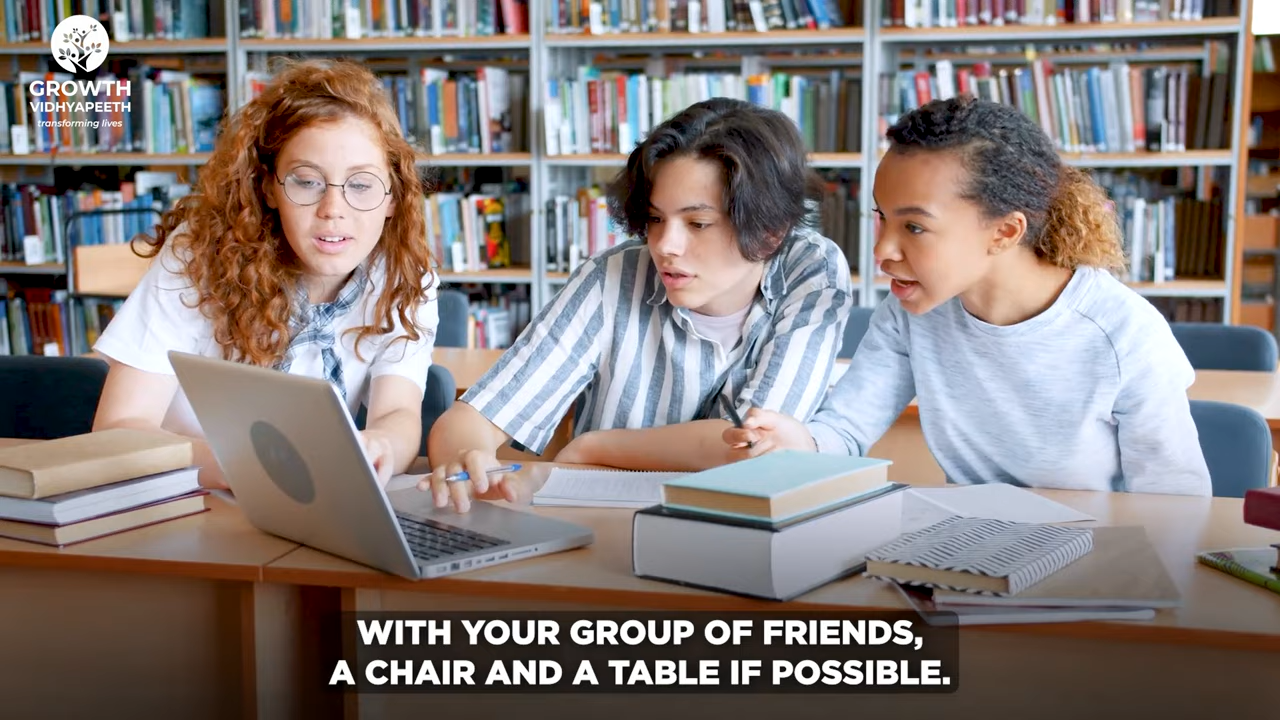 GROWTH
VIDHYAPEETH
transforming lives
WITH YOUR GROUP OF FRIENDS,
A CHAIR AND A TABLE IF POSSIBLE.